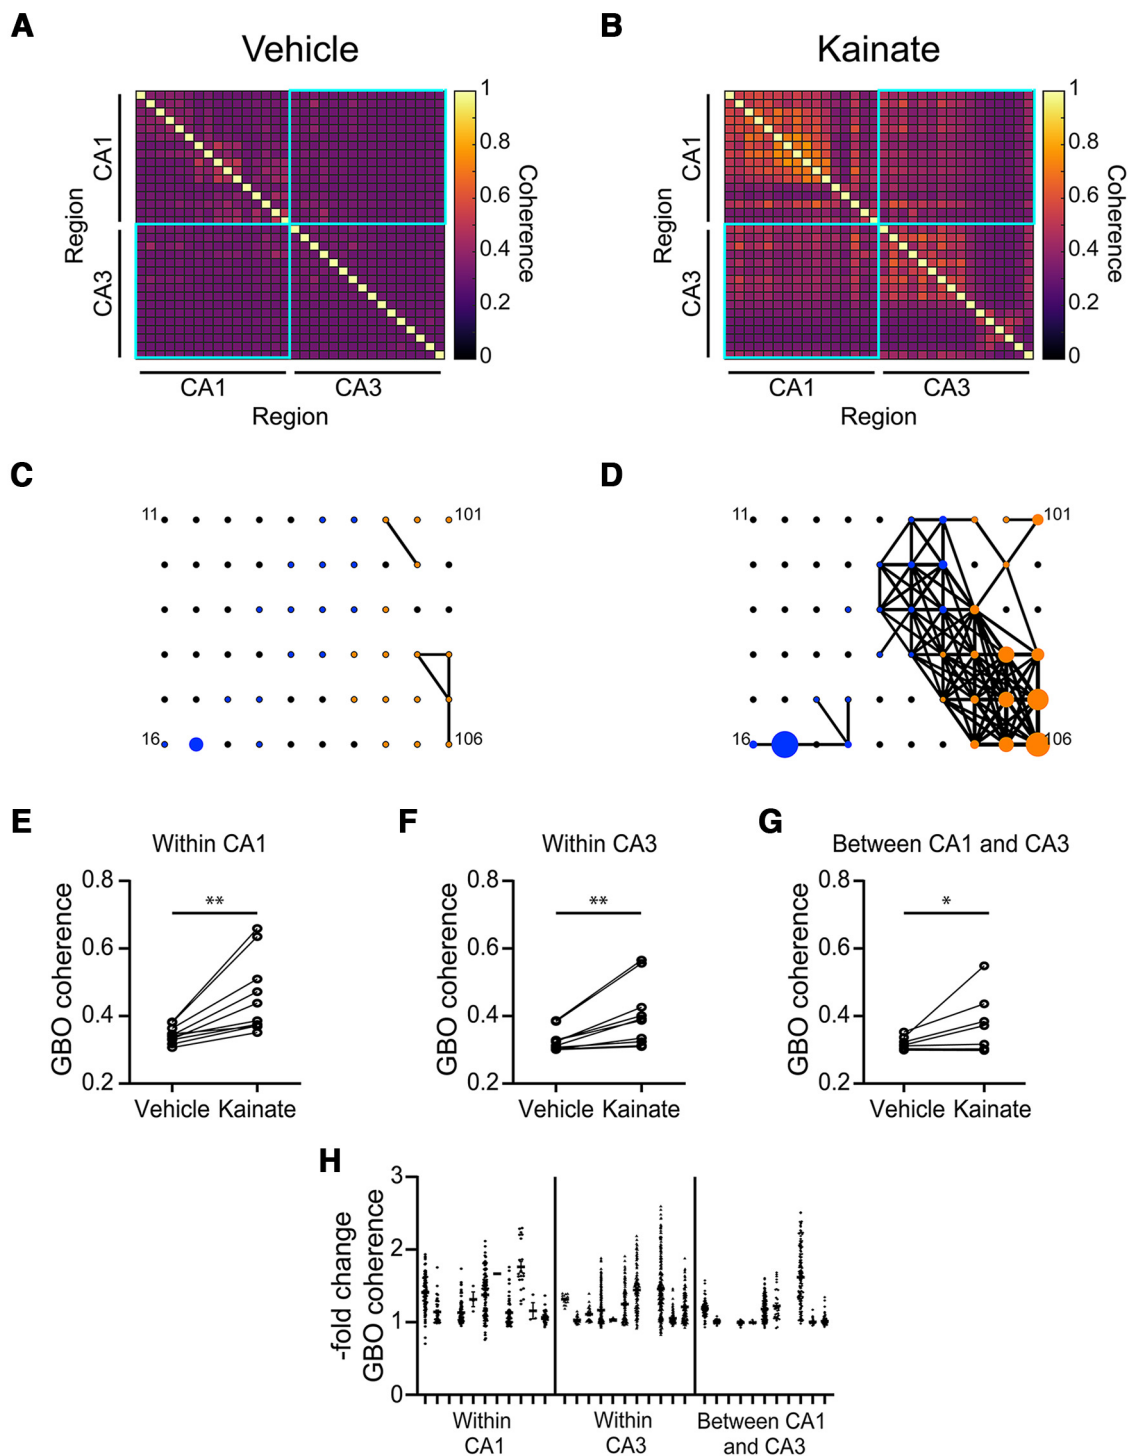 A
Vehicle
1
0.8
0.6
0.4
0.2
0
Coherence
CA1
CA3
Region
CA1
CA3
Region
B
Kainate
1
0.8
0.6
0.4
0.2
0
Coherence
CA1
CA3
Region
CA1
CA3
Region
C
11
101
16
106
D
11
101
16
106
E
Within CA1
0.8
0.6
0.4
0.2
GBO coherence
**
Vehicle Kainate
F
Within CA3
0.8
0.6
0.4
0.2
GBO coherence
**
Vehicle Kainate
G
Between CA1 and CA3
0.8
0.6
0.4
0.2
GBO coherence
*
Vehicle Kainate
H
3
2
1
0
-fold change
GBO coherence
Within
CA1
Within
CA3
Between CA1
and CA3